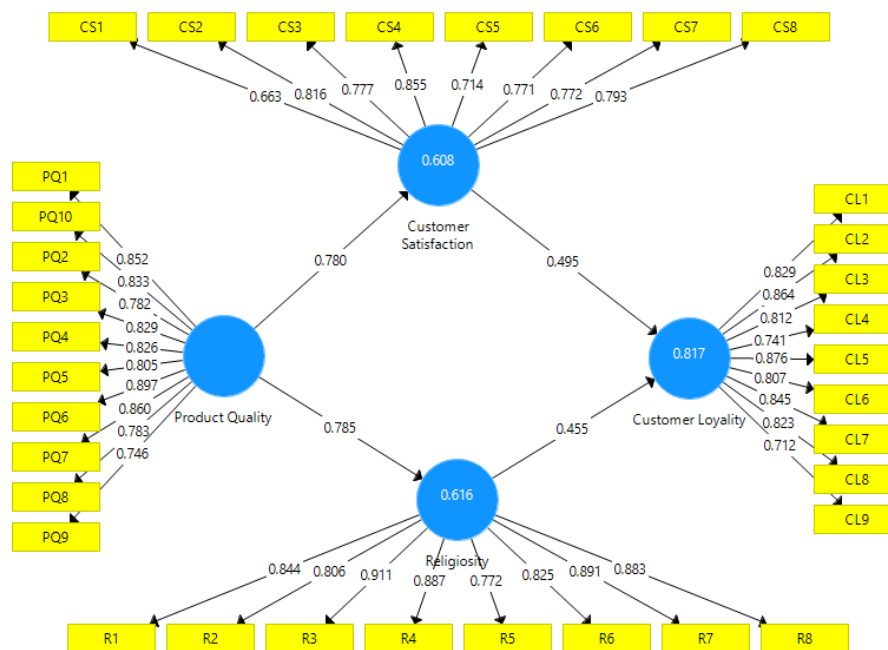 CS1
CS2
CS3
CS4
CS5
CS6
CS7
CS8
0.663
0.816
0.777
0.855
0.714
0.771
0.772
0.793
0.608
Customer
Satisfaction
PQ1
PQ10
PQ2
PQ3
PQ4
PQ5
PQ6
PQ7
PQ8
PQ9
0.852
0.833
0.782
0.829
0.826
0.805
0.897
0.860
0.783
0.746
Product Quality
0.780
0.495
0.785
0.455
0.817
Customer Loyality
0.829
0.864
0.812
0.741
0.876
0.807
0.845
0.823
0.712
CL1
CL2
CL3
CL4
CL5
CL6
CL7
CL8
CL9
0.616
Religiosity
0.844
0.806
0.911
0.887
0.772
0.825
0.891
0.883
R1
R2
R3
R4
R5
R6
R7
R8